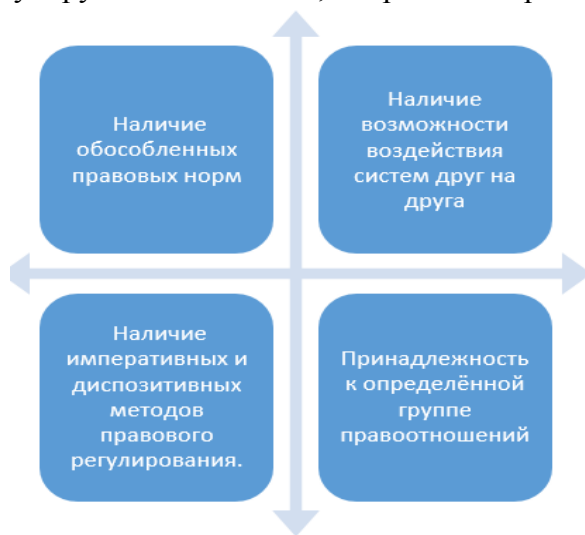 Наличие
обособленных
правовых норм
Наличие
возможности
воздействия
систем друг на
друга
Наличие
императивных и
диспозитивных
методов
правового
регулирования.
Принадлежность
к определённой
группе
правоотношений